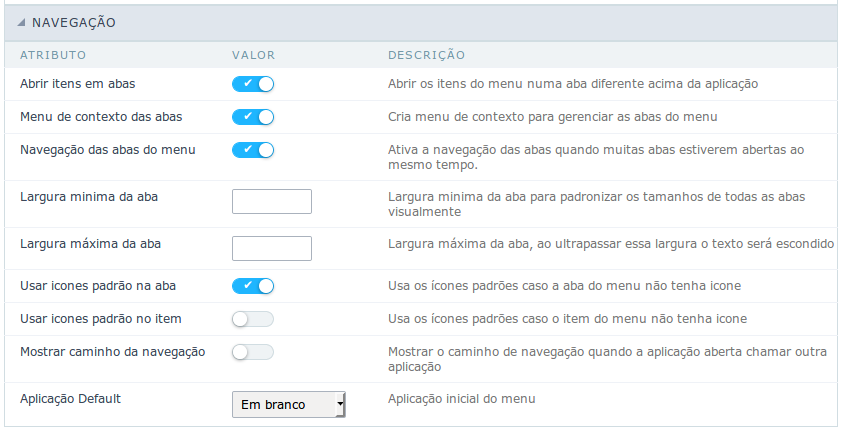 NAVEGAÇÃO
ATRIBUTO VALOR DESCRIÇÃO
Abrir itens em abas Abrir os itens do menu numa aba diferente acima da aplicação
Menu de contexto das abas Cria menu de contexto para gerenciar as abas do menu
Navegação das abas do menu Ativa a navegação das abas quando muitas abas estiverem abertas ao
mesmo tempo.
Largura minima da aba Largura minima da aba para padronizar os tamanhos de todas as abas
visualmente
Largura máxima da aba Largura máxima da aba, ao ultrapassar essa largura o texto será escondido
Usar icones padrão na aba Usa os ícones padrões caso a aba do menu não tenha icone
Usar icones padrão no item Usa os ícones padrões caso o item do menu não tenha icone
Mostrar caminho da navegação Mostrar o caminho de navegação quando a aplicação aberta chamar outra
aplicação
Aplicação Default Em branco Aplicação inicial do menu